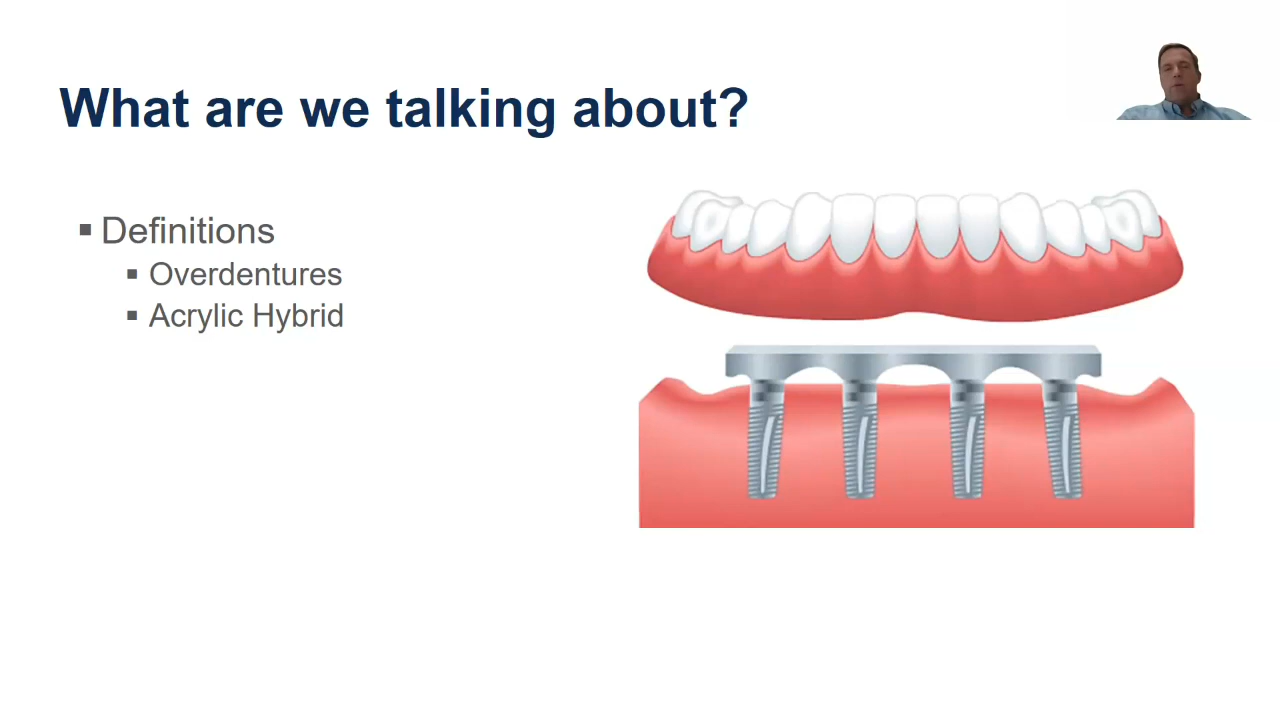 What are we talking about?
Definitions
Overdentures
Acrylic Hybrid